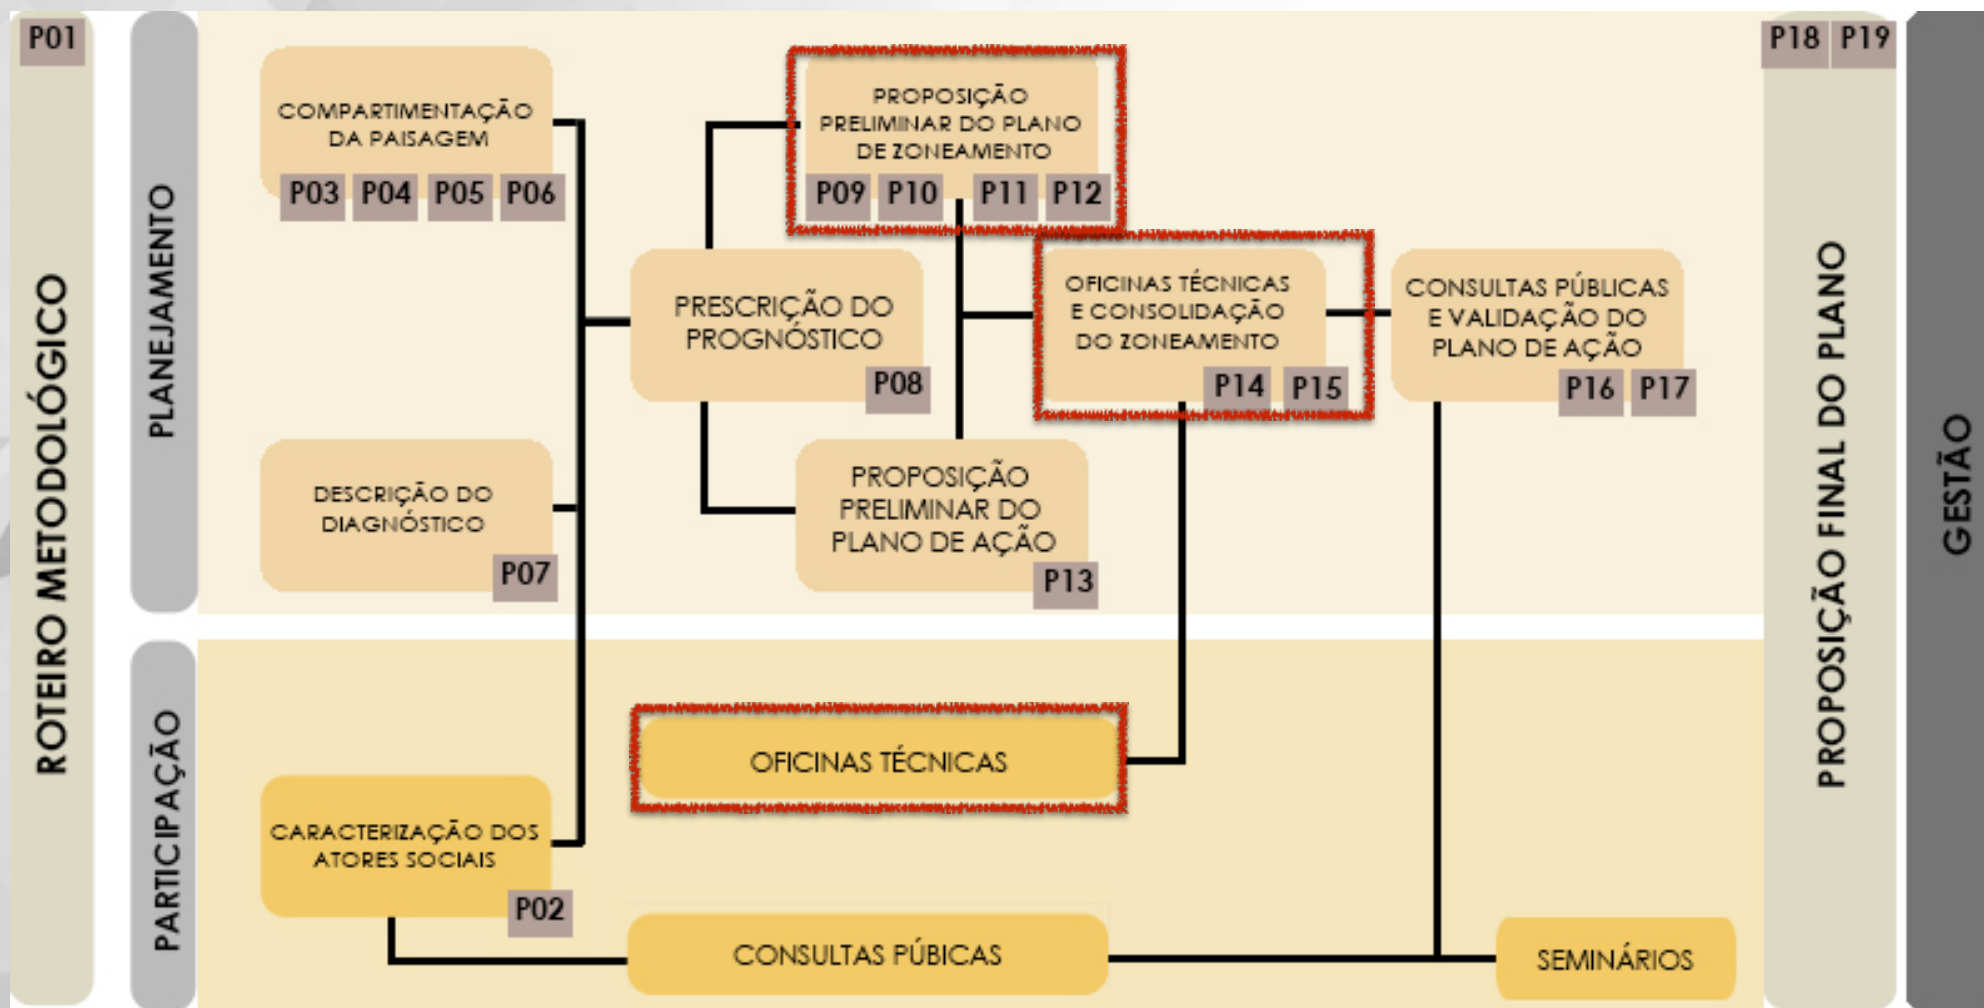 P01
ROTEIRO METODOLÓGICO
PLANEJAMENTO
COMPARTIMENTAÇÃO
DA PAISAGEM
P03 P04 P05 P06
DESCRIÇÃO DO
DIAGNÓSTICO
P07
PRESCRIÇÃO DO
PROGNÓSTICO
P08
PROPOSIÇÃO
PRELIMINAR DO PLANO
DE ZONEAMENTO
P09 P10 P11 P12
PROPOSIÇÃO
PRELIMINAR DO
PLANO DE AÇÃO
P13
OFICINAS TÉCNICAS
E CONSOLIDAÇÃO
DO ZONEAMENTO
P14 P15
CONSULTAS PÚBLICAS
E VALIDAÇÃO DO
PLANO DE AÇÃO
P16 P17
PARTICIPAÇÃO
CARACTERIZAÇÃO DOS
ATORES SOCIAIS
P02
OFICINAS TÉCNICAS
CONSULTAS PÚBICAS
SEMINÁRIOS
P18 P19
PROPOSIÇÃO FINAL DO PLANO
GESTÃO